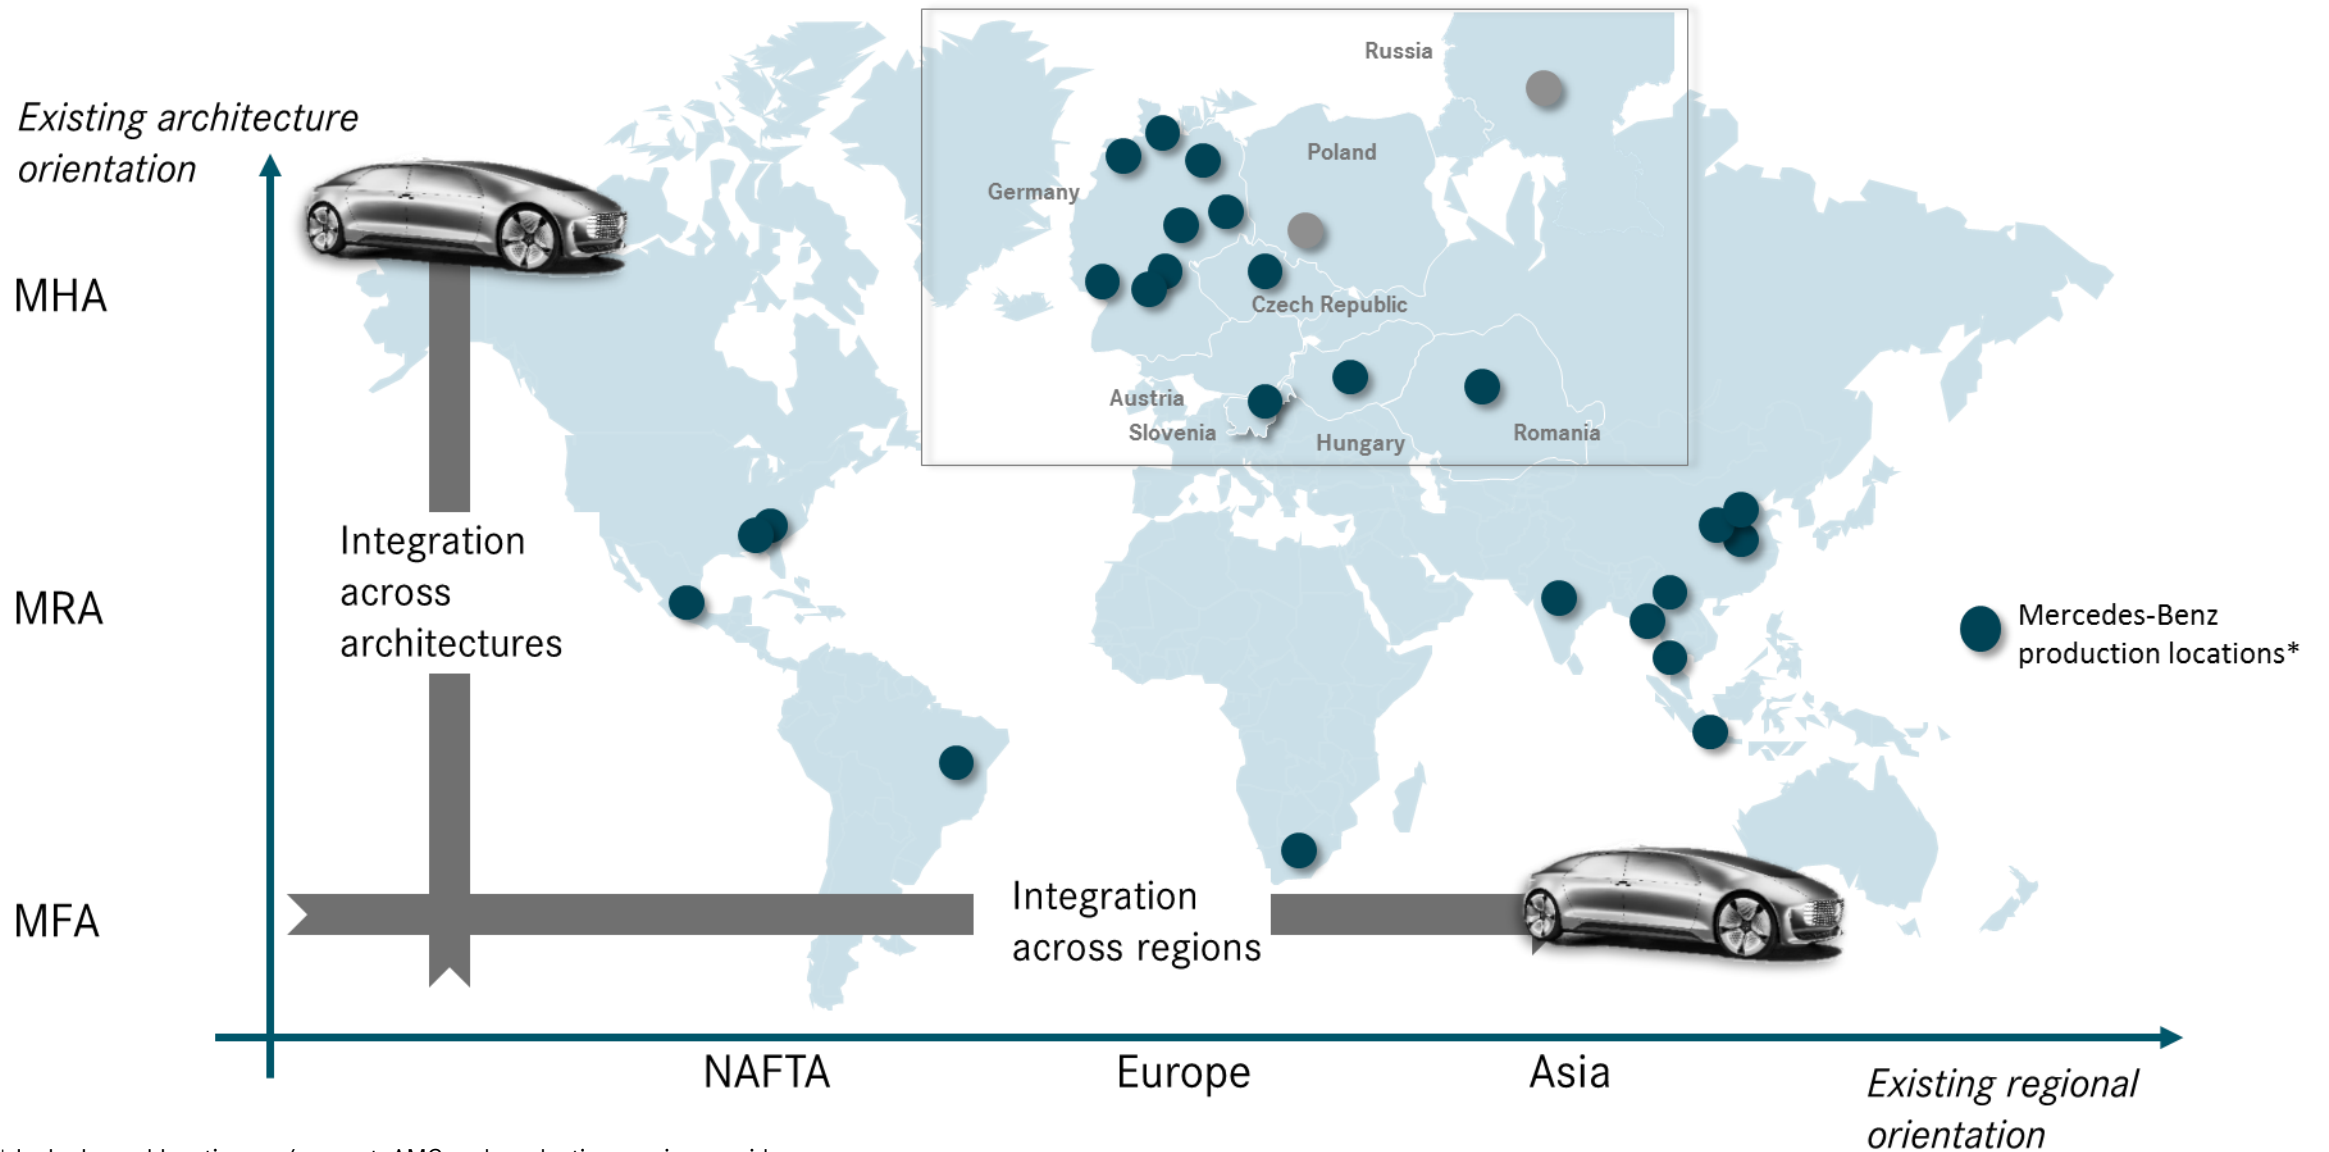 Existing architecture
orientation
MHA
MRA
MFA
Russia
Poland
Germany
Czech Republic
Austria
Slovenia
Hungary
Romania
Integration
across
architectures
Mercedes-Benz
production locations*
Integration
across regions
NAFTA
Europe
Asia
Existing regional
orientation